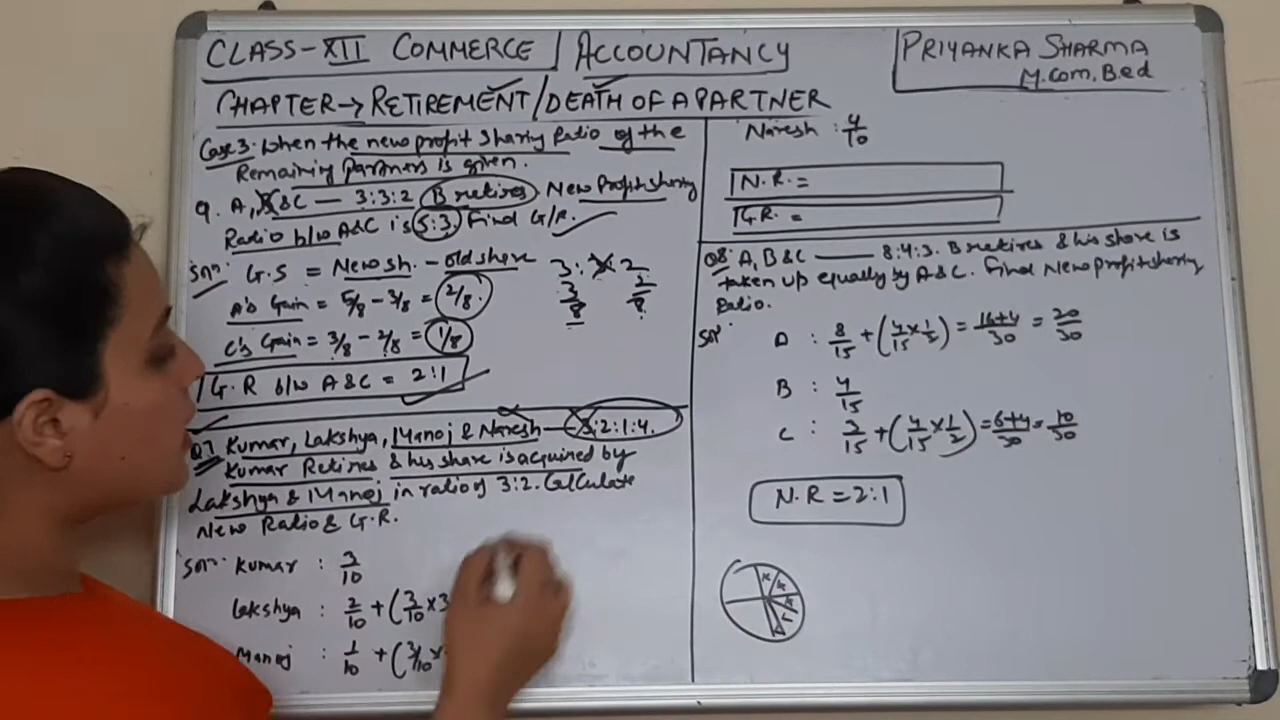 CLASS-XII COMMERCE / ACCOUNTANCY
PRIYANKA SHARMA
M.Com, B.ed
CHAPTER → RETIREMENT / DEATH OF A PARTNER
Case 3: When the new profit sharing Ratio of the
Remaining Partners is given.
Q. A, B & C — 3:3:2 B retires New Profit sharing
Ratio b/w A&C is 5:3. Find G/R.
Solⁿ: G.S = New sh. - old share
A's Gain = 5/8 - 3/8 = 2/8.
C's Gain = 3/8 - 2/8 = 1/8
G.R b/w A & C = 2:1
3: 3: 2
3/8 2/8
Q7 Kumar, Lakshya, Manoj & Naresh — 3:2:1:4.
Kumar Retires & his share is acquired by
Lakshya & Manoj in ratio of 3:2. Calculate
New Ratio & G.R.
Solⁿ: Kumar : 3/10
Lakshya : 2/10 + (3/10 × 3
Manoj : 1/10 + (3/10 ×
Naresh : 4/10
N.R. =
G.R. =
Q8: A, B & C — 8:4:3. B retires & his share is
taken up equally by A & C. Find New profit sharing
Ratio.
Solⁿ: A : 8/15 + (4/15 × 1/2) = 16+4/30 = 20/30
B : 4/15
C : 3/15 + (4/15 × 1/2) = 6+4/30 = 10/30
N.R = 2:1